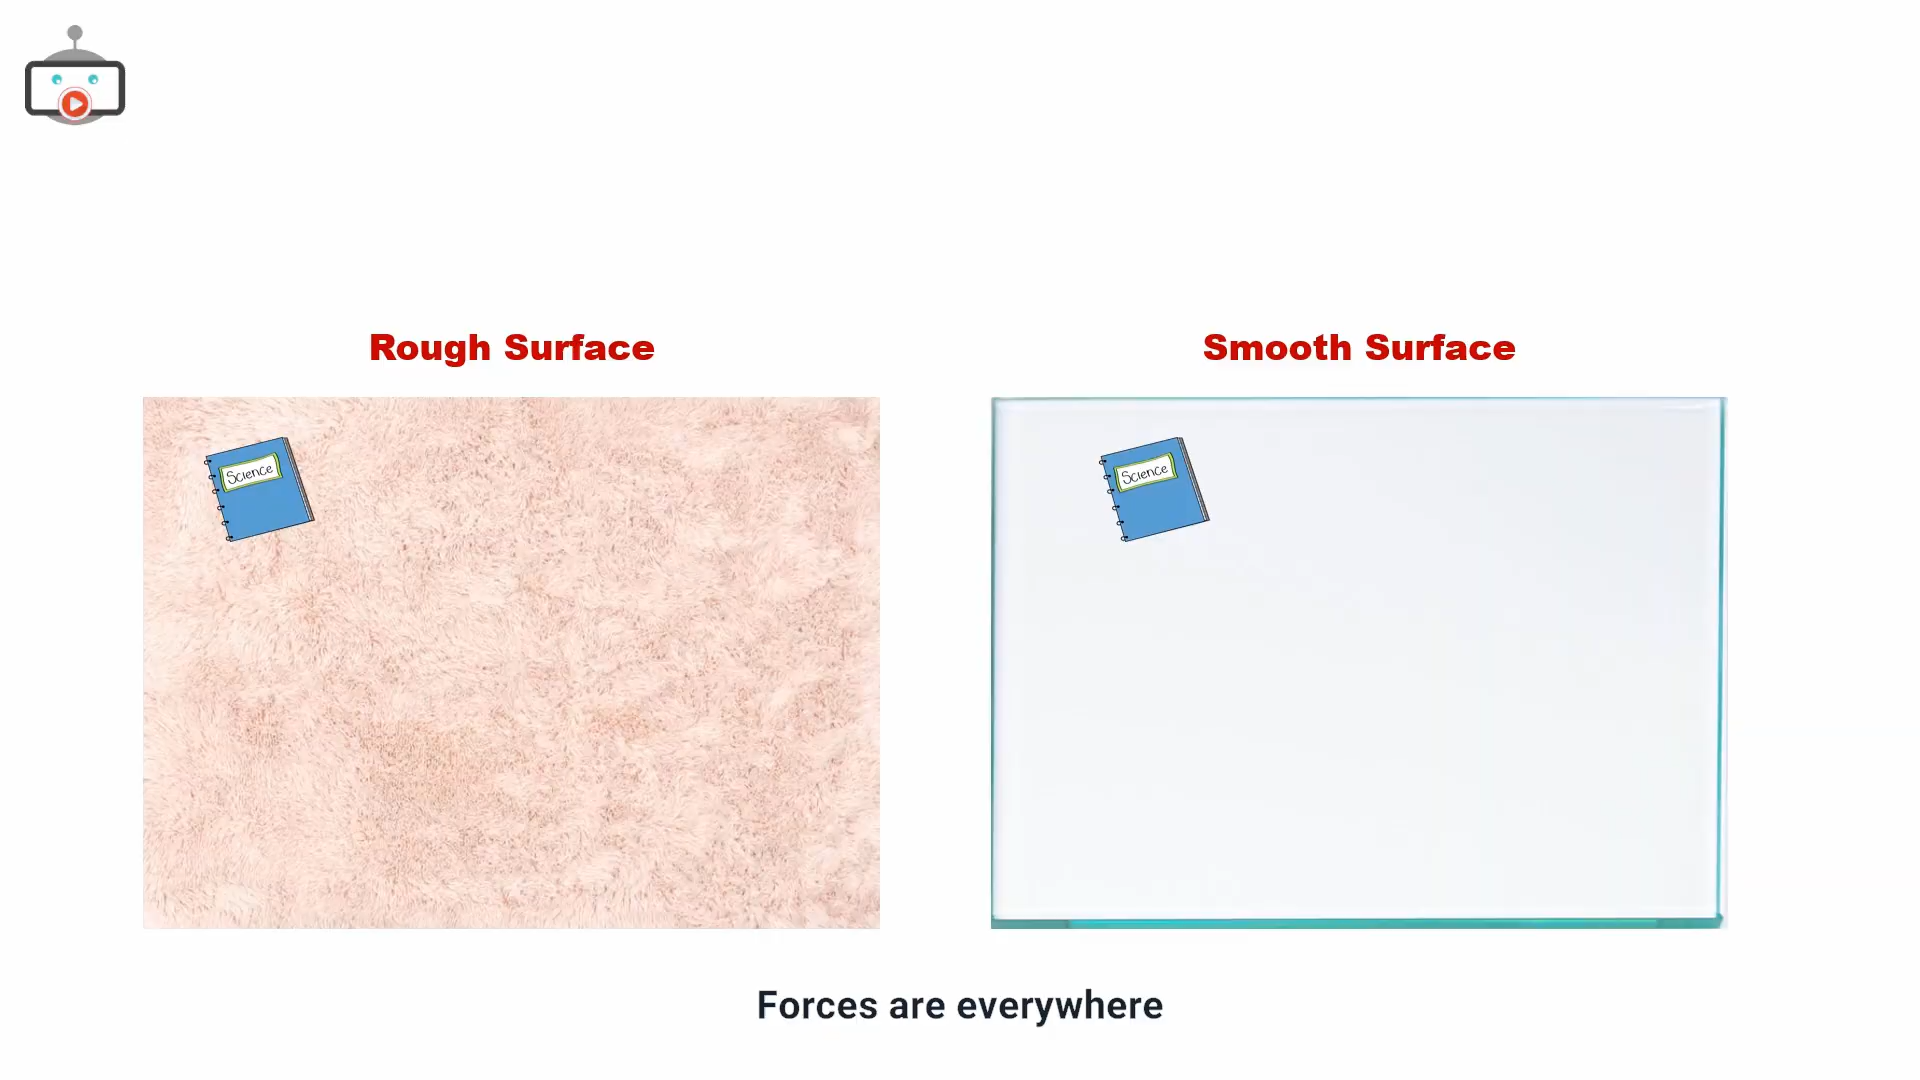 Rough Surface
Smooth Surface
Science
Science
Forces are everywhere